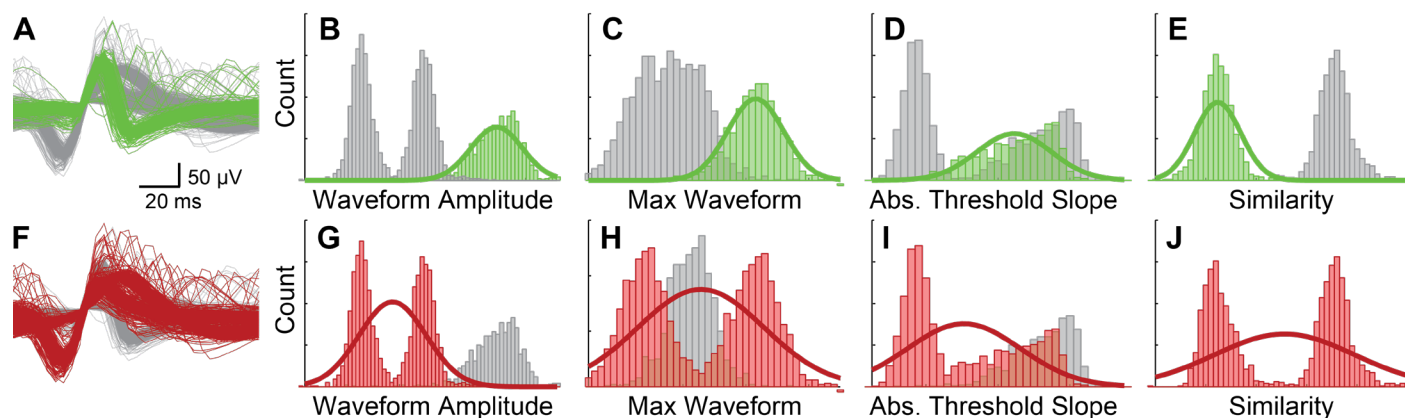 A
B
C
D
E
50 µV
20 ms
Count
Waveform Amplitude
Max Waveform
Abs. Threshold Slope
Similarity
F
G
H
I
J
Count
Waveform Amplitude
Max Waveform
Abs. Threshold Slope
Similarity